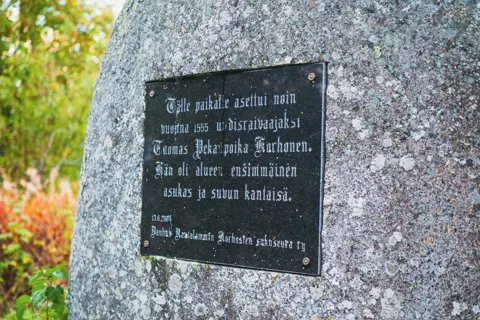 Tälle paikalle asettui noin
vuonna 1555 uudisraivaajaksi
Tuomas Pekanpoika Korhonen.
Hän oli alueen ensimmäinen
asukas ja suvun kantaisä.
Vanhan Rautalammin Korhosten sukuseura ry